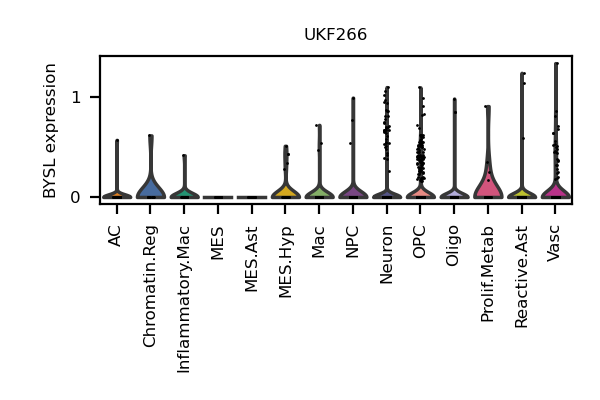 UKF266
BYSL expression
1
0
AC
Chromatin.Reg
Inflammatory.Mac
MES
MES.Ast
MES.Hyp
Mac
NPC
Neuron
OPC
Oligo
Prolif.Metab
Reactive.Ast
Vasc